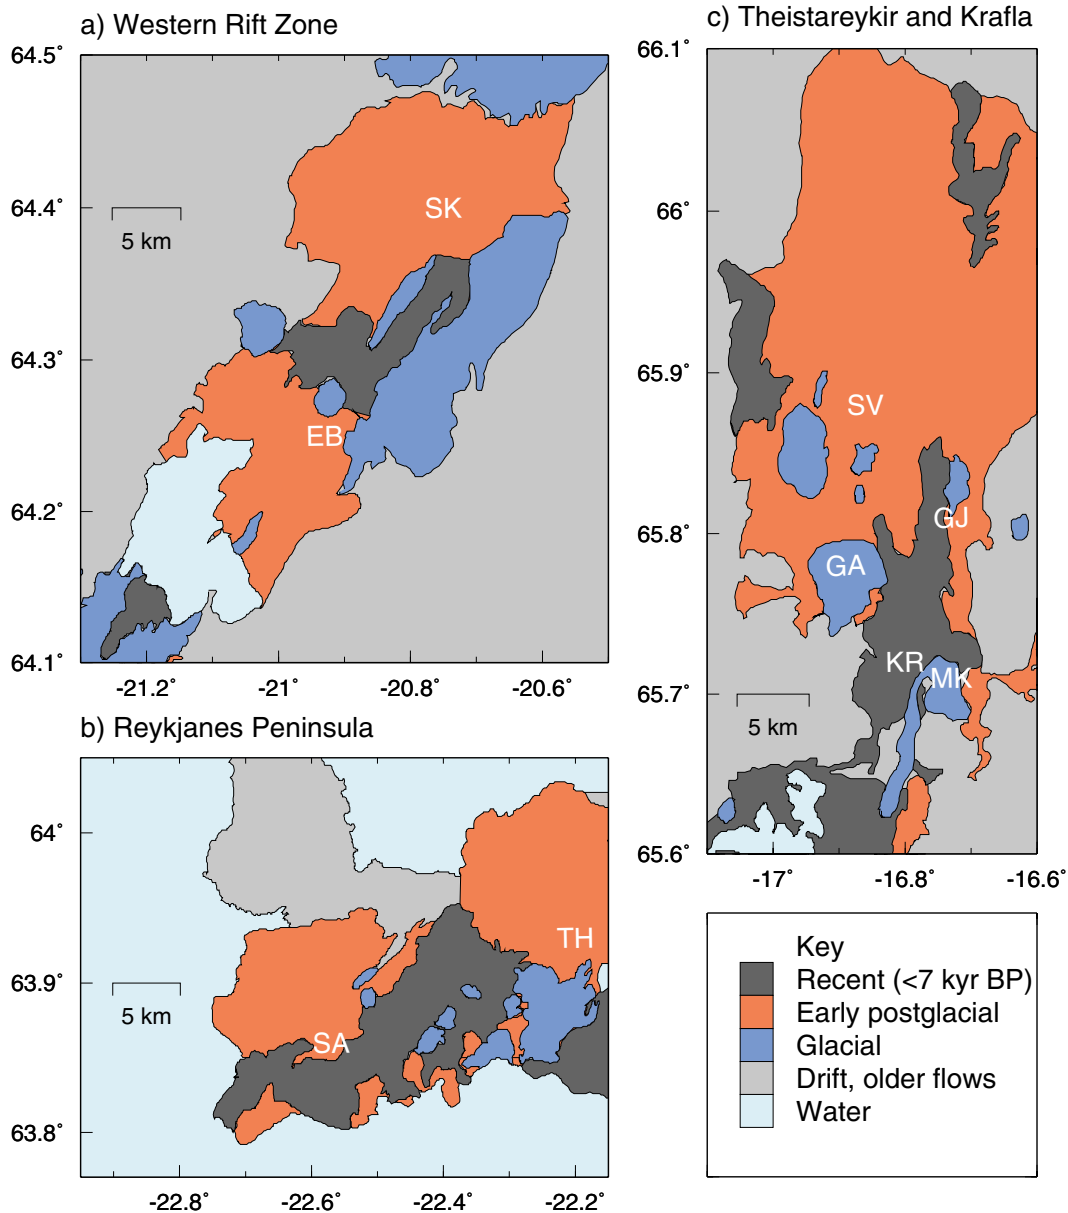 a) Western Rift Zone
64.5˚
64.4˚
64.3˚
64.2˚
64.1˚
SK
5 km
EB
-21.2˚
-21˚
-20.8˚
-20.6˚
b) Reykjanes Peninsula
64˚
63.9˚
63.8˚
TH
5 km
SA
-22.8˚
-22.6˚
-22.4˚
-22.2˚
c) Theistareykir and Krafla
66.1˚
66˚
65.9˚
65.8˚
65.7˚
65.6˚
SV
GJ
GA
KR
MK
5 km
-17˚
-16.8˚
-16.6˚
Key
Recent (<7 kyr BP)
Early postglacial
Glacial
Drift, older flows
Water